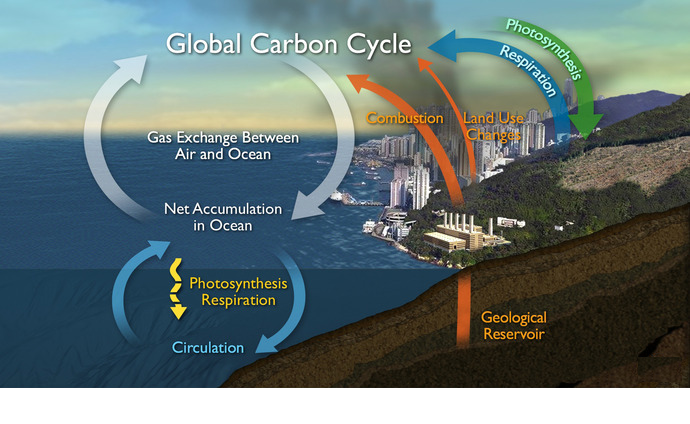 Global Carbon Cycle
Photosynthesis
Respiration
Combustion
Land Use
Changes
Gas Exchange Between
Air and Ocean
Net Accumulation
in Ocean
Photosynthesis
Respiration
Geological
Reservoir
Circulation